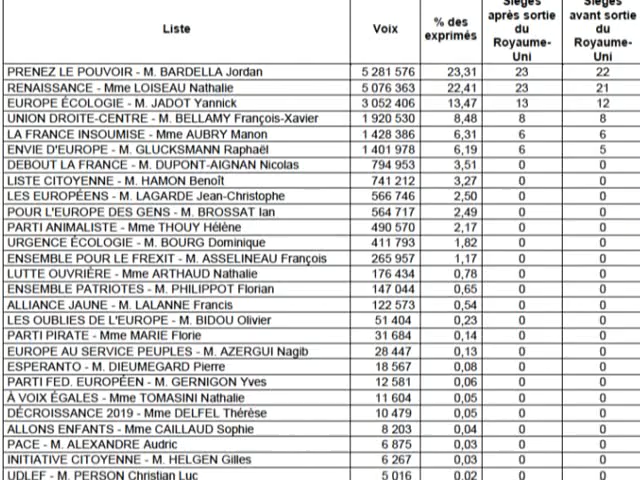 Liste Voix % des exprimés Sièges après sortie du Royaume-Uni Sièges avant sortie du Royaume-Uni
PRENEZ LE POUVOIR - M. BARDELLA Jordan 5 281 576 23,31 23 22
RENAISSANCE - Mme LOISEAU Nathalie 5 076 363 22,41 23 21
EUROPE ÉCOLOGIE - M. JADOT Yannick 3 052 406 13,47 13 12
UNION DROITE-CENTRE - M. BELLAMY François-Xavier 1 920 530 8,48 8 8
LA FRANCE INSOUMISE - Mme AUBRY Manon 1 428 386 6,31 6 6
ENVIE D'EUROPE - M. GLUCKSMANN Raphaël 1 401 978 6,19 6 5
DEBOUT LA FRANCE - M. DUPONT-AIGNAN Nicolas 794 953 3,51 0 0
LISTE CITOYENNE - M. HAMON Benoît 741 212 3,27 0 0
LES EUROPÉENS - M. LAGARDE Jean-Christophe 566 746 2,50 0 0
POUR L'EUROPE DES GENS - M. BROSSAT Ian 564 717 2,49 0 0
PARTI ANIMALISTE - Mme THOUY Hélène 490 570 2,17 0 0
URGENCE ÉCOLOGIE - M. BOURG Dominique 411 793 1,82 0 0
ENSEMBLE POUR LE FREXIT - M. ASSELINEAU François 265 957 1,17 0 0
LUTTE OUVRIÈRE - Mme ARTHAUD Nathalie 176 434 0,78 0 0
ENSEMBLE PATRIOTES - M. PHILIPPOT Florian 147 044 0,65 0 0
ALLIANCE JAUNE - M. LALANNE Francis 122 573 0,54 0 0
LES OUBLIES DE L'EUROPE - M. BIDOU Olivier 51 404 0,23 0 0
PARTI PIRATE - Mme MARIE Florie 31 684 0,14 0 0
EUROPE AU SERVICE PEUPLES - M. AZERGUI Nagib 28 447 0,13 0 0
ESPERANTO - M. DIEUMEGARD Pierre 18 567 0,08 0 0
PARTI FED. EUROPÉEN - M. GERNIGON Yves 12 581 0,06 0 0
À VOIX ÉGALES - Mme TOMASINI Nathalie 11 604 0,05 0 0
DÉCROISSANCE 2019 - Mme DELFEL Thérèse 10 479 0,05 0 0
ALLONS ENFANTS - Mme CAILLAUD Sophie 8 203 0,04 0 0
PACE - M. ALEXANDRE Audric 6 875 0,03 0 0
INITIATIVE CITOYENNE - M. HELGEN Gilles 6 267 0,03 0 0
UDLEF - M. PERSON Christian Luc 5 016 0,02 0 0